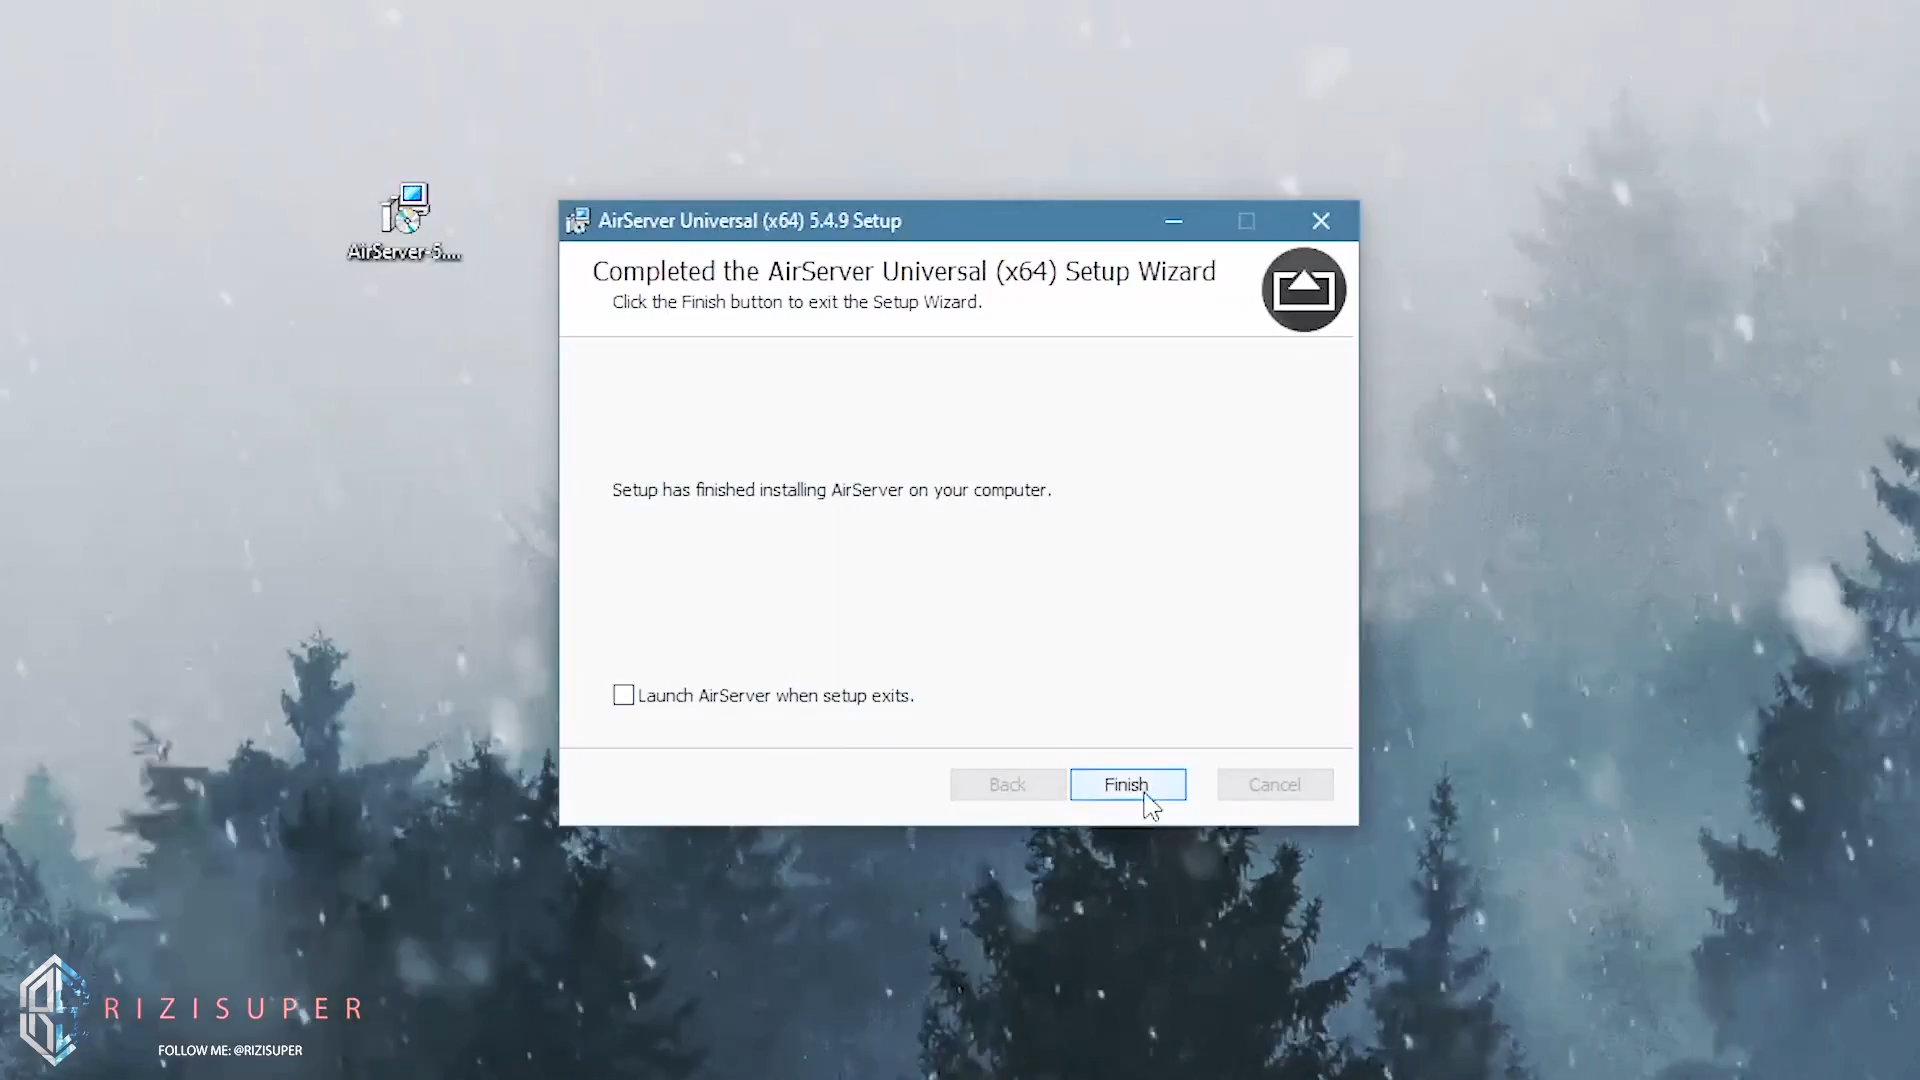 AirServer-5....
AirServer Universal (x64) 5.4.9 Setup
Completed the AirServer Universal (x64) Setup Wizard
Click the Finish button to exit the Setup Wizard.
Setup has finished installing AirServer on your computer.
Launch AirServer when setup exits.
Back
Finish
Cancel
RIZISUPER
FOLLOW ME: @RIZISUPER